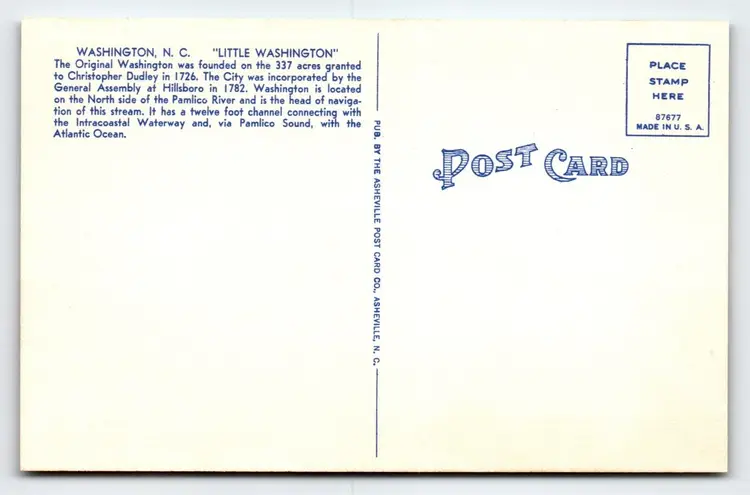 WASHINGTON, N. C. "LITTLE WASHINGTON"
The Original Washington was founded on the 337 acres granted
to Christopher Dudley in 1726. The City was incorporated by the
General Assembly at Hillsboro in 1782. Washington is located
on the North side of the Pamlico River and is the head of naviga-
tion of this stream. It has a twelve foot channel connecting with
the Intracoastal Waterway and, via Pamlico Sound, with the
Atlantic Ocean.
PUB. BY THE ASHEVILLE POST CARD CO., ASHEVILLE, N. C.
POST CARD
PLACE
STAMP
HERE
87677
MADE IN U. S. A.